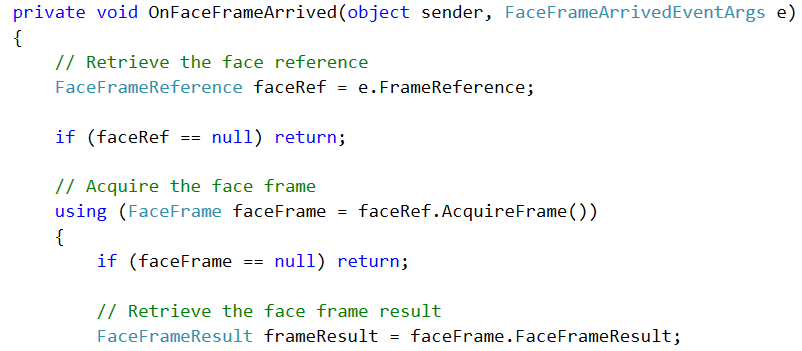 private void OnFaceFrameArrived(object sender, FaceFrameArrivedEventArgs e)
{
    // Retrieve the face reference
    FaceFrameReference faceRef = e.FrameReference;

    if (faceRef == null) return;

    // Acquire the face frame
    using (FaceFrame faceFrame = faceRef.AcquireFrame())
    {
        if (faceFrame == null) return;

        // Retrieve the face frame result
        FaceFrameResult frameResult = faceFrame.FaceFrameResult;